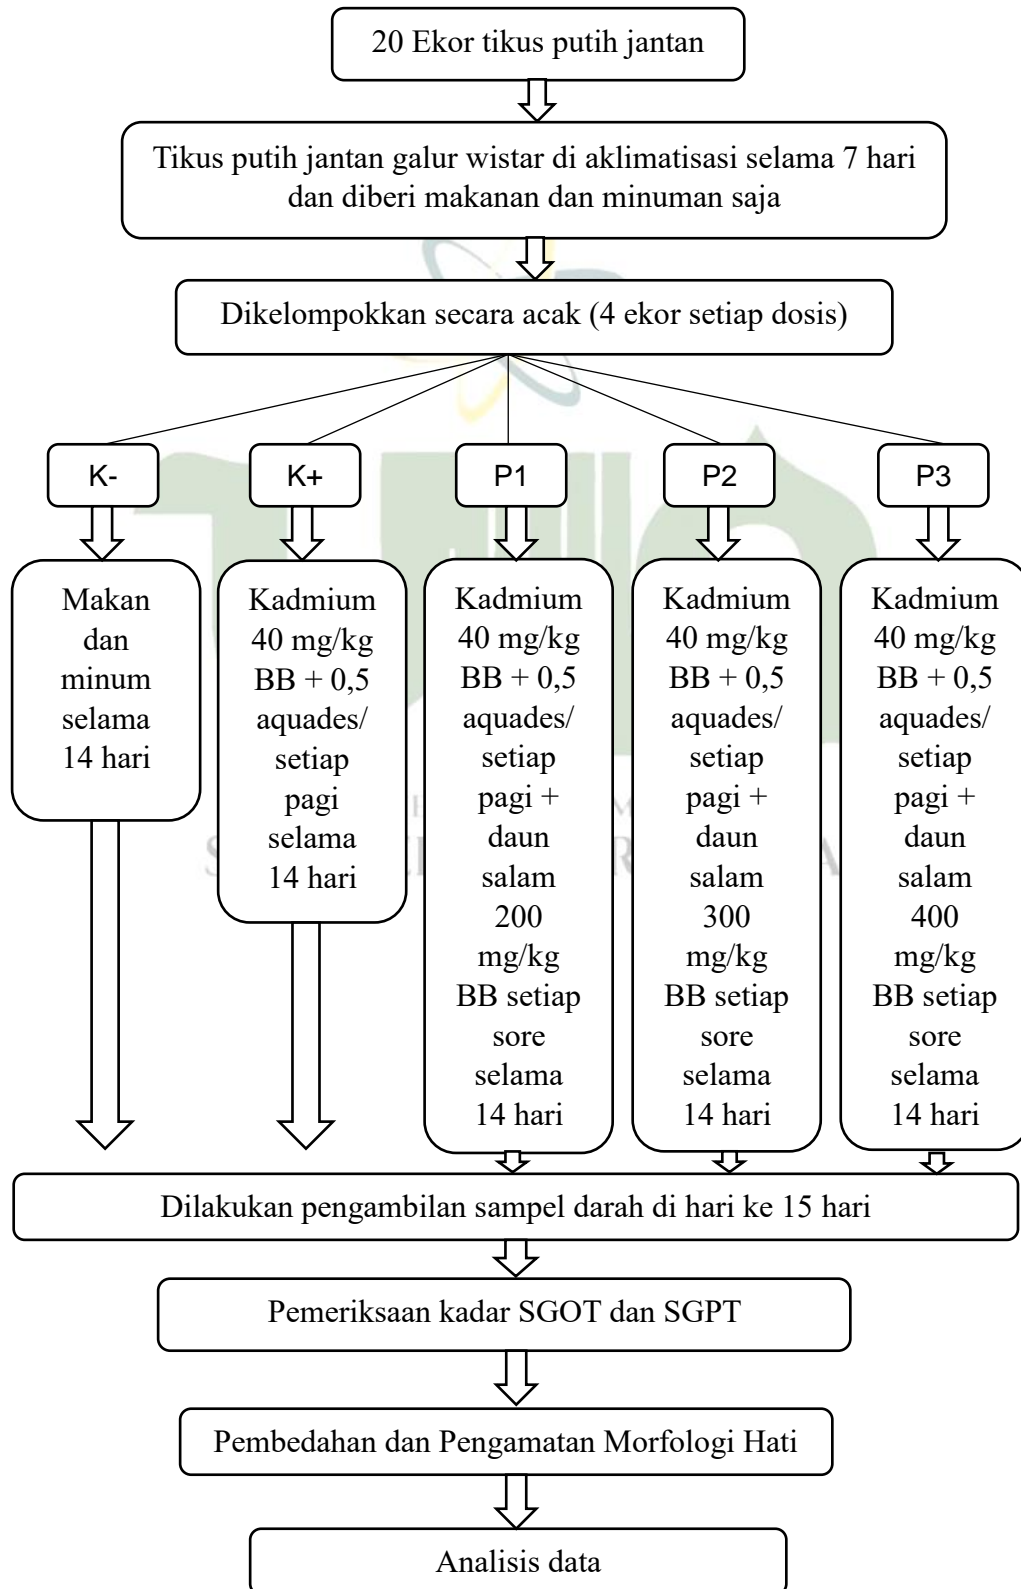 20 Ekor tikus putih jantan
Tikus putih jantan galur wistar di aklimatisasi selama 7 hari
dan diberi makanan dan minuman saja
Dikelompokkan secara acak (4 ekor setiap dosis)
K-
K+
P1
P2
P3
Makan
dan
minum
selama
14 hari
Kadmium
40 mg/kg
BB + 0,5
aquades/
setiap
pagi
selama
14 hari
Kadmium
40 mg/kg
BB + 0,5
aquades/
setiap
pagi +
daun
salam
200
mg/kg
BB setiap
sore
selama
14 hari
Kadmium
40 mg/kg
BB + 0,5
aquades/
setiap
pagi +
daun
salam
300
mg/kg
BB setiap
sore
selama
14 hari
Kadmium
40 mg/kg
BB + 0,5
aquades/
setiap
pagi +
daun
salam
400
mg/kg
BB setiap
sore
selama
14 hari
Dilakukan pengambilan sampel darah di hari ke 15 hari
Pemeriksaan kadar SGOT dan SGPT
Pembedahan dan Pengamatan Morfologi Hati
Analisis data